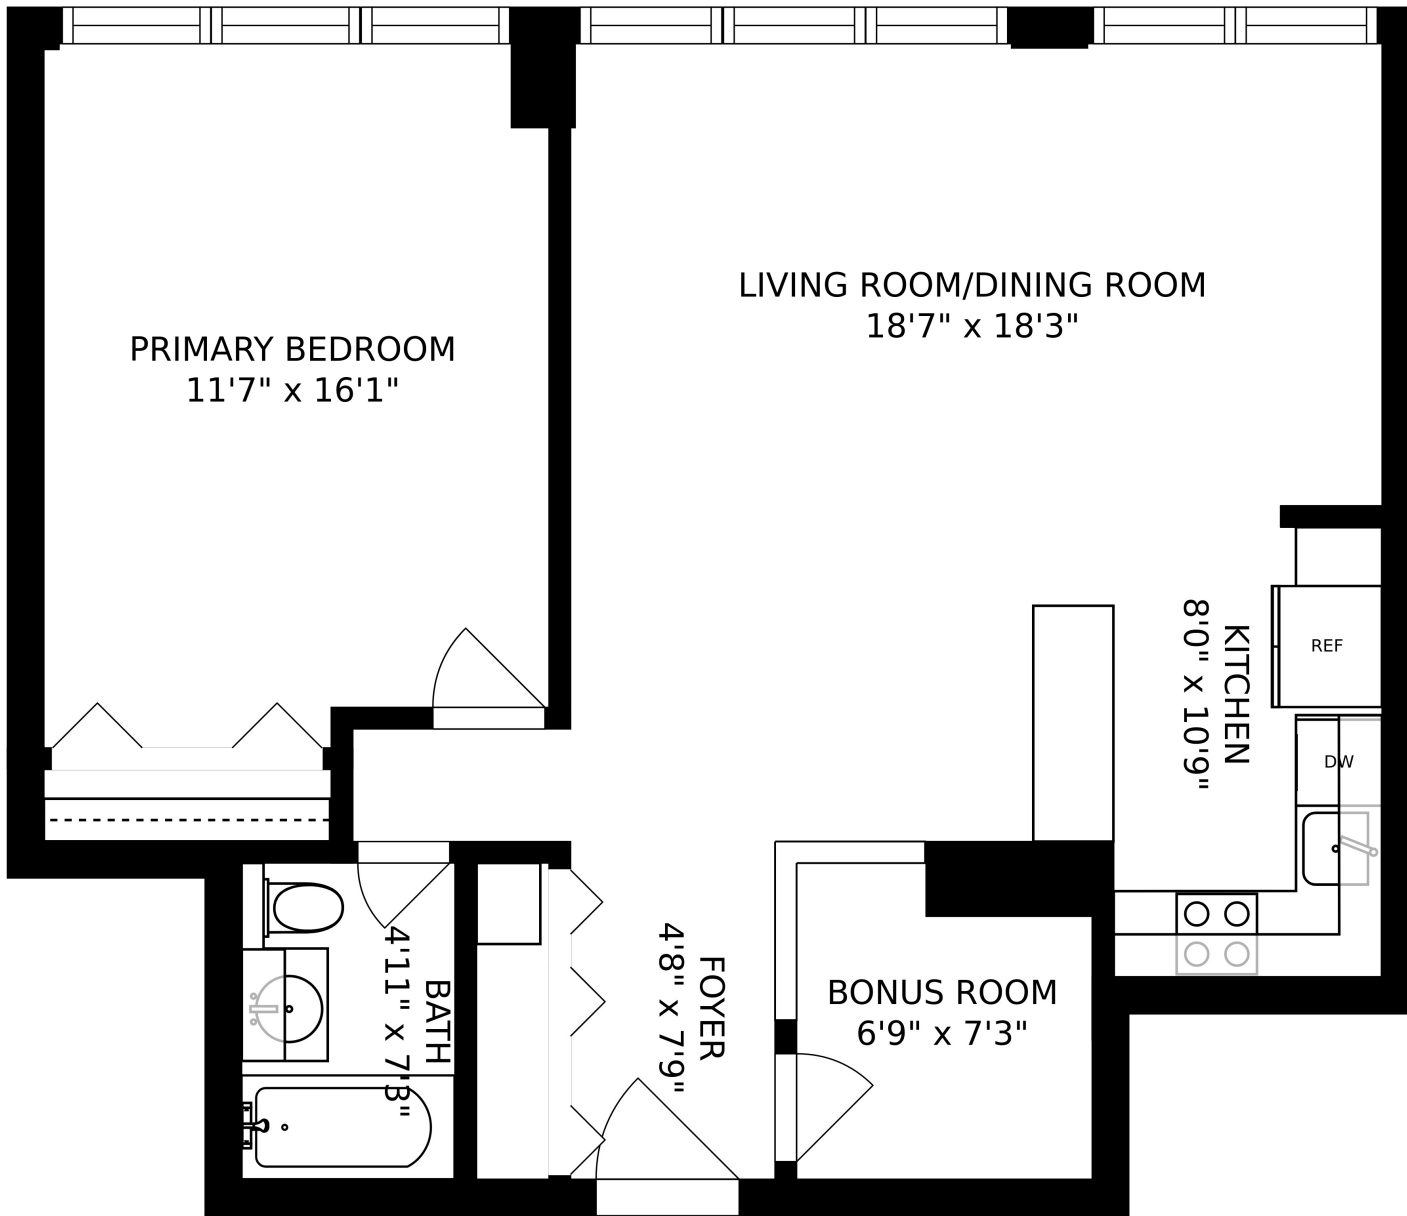 LIVING ROOM/DINING ROOM
18'7" x 18'3"
PRIMARY BEDROOM
11'7" x 16'1"
KITCHEN
8'0" x 10'9"
REF
DW
BATH
4'11" x 7'3"
FOYER
4'8" x 7'9"
BONUS ROOM
6'9" x 7'3"